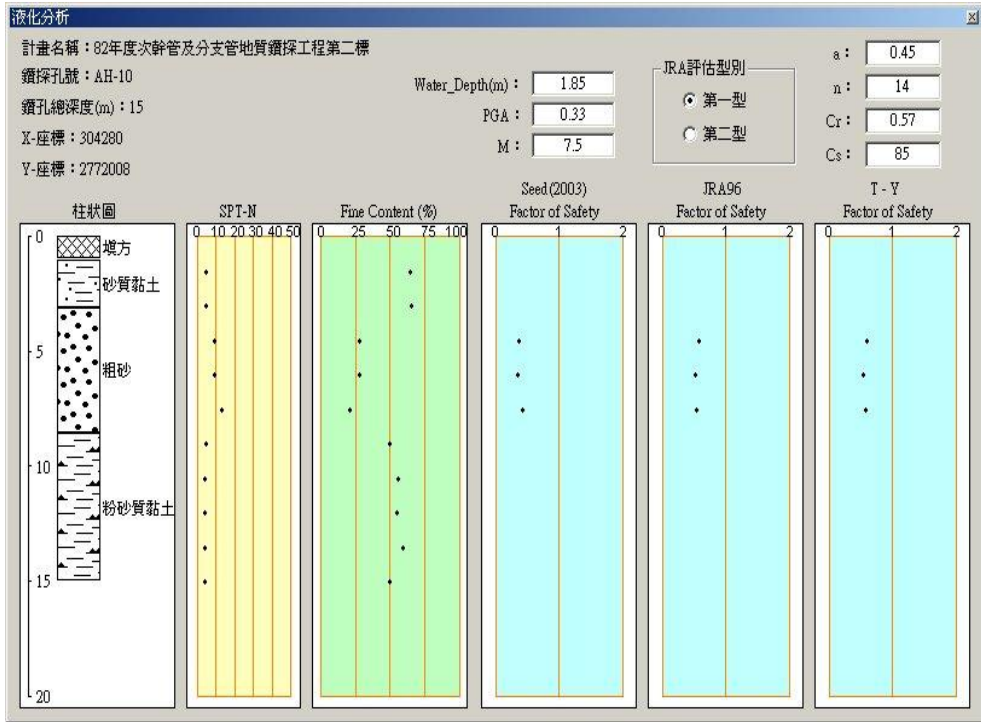 液化分析
計畫名稱：82年度次幹管及分支管地質鑽探工程第二標
鑽探孔號：AH-10
鑽孔總深度(m)：15
X-座標：304280
Y-座標：2772008
Water_Depth(m)： 1.85
PGA： 0.33
M： 7.5
JRA評估型別
第一型
第二型
a： 0.45
n： 14
Cr： 0.57
Cs： 85
柱狀圖
SPT-N
Fine Content (%)
Seed(2003)
Factor of Safety
JRA96
Factor of Safety
T - Y
Factor of Safety
0 5 10 15 20
塡方
砂質黏土
粗砂
粉砂質黏土
0 10 20 30 40 50
0 25 50 75 100
0 1 2
0 1 2
0 1 2